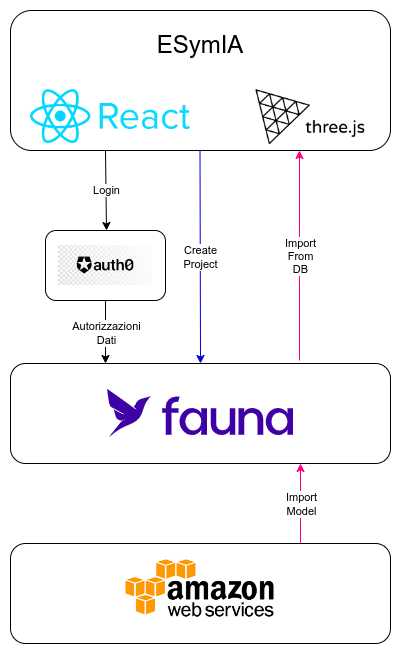 ESymIA
React
three.js
Login
Create
Project
Import
From
DB
auth0
Autorizzazioni
Dati
fauna
Import
Model
amazon
web services